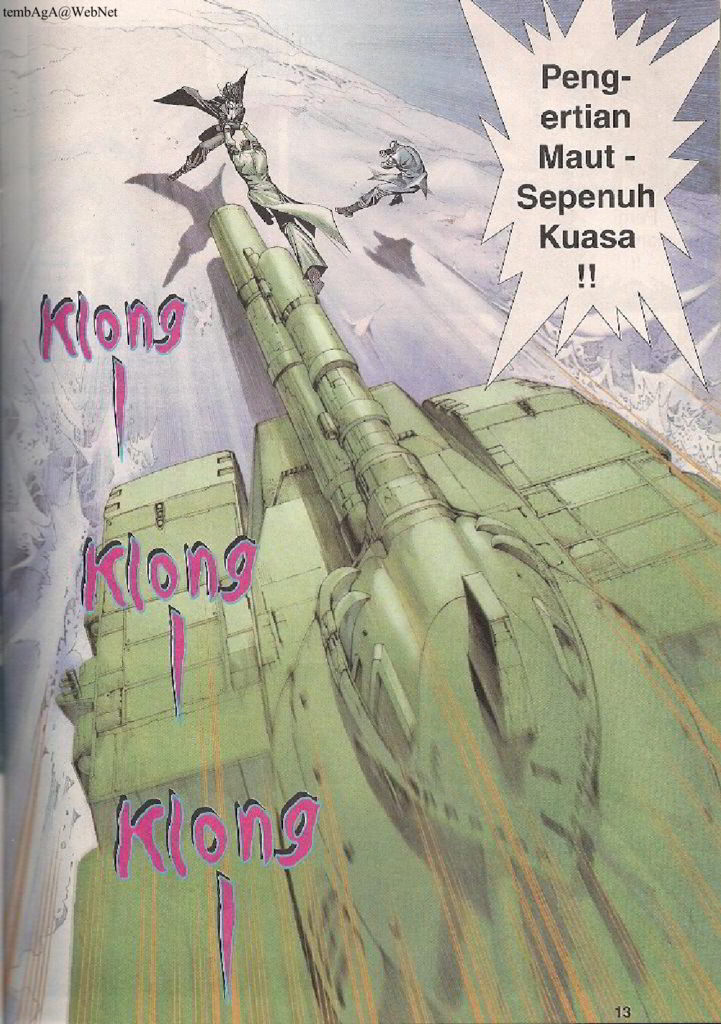 tembAgA@WebNet
Peng-
ertian
Maut -
Sepenuh
Kuasa
!!
Klong
Klong
Klong
13